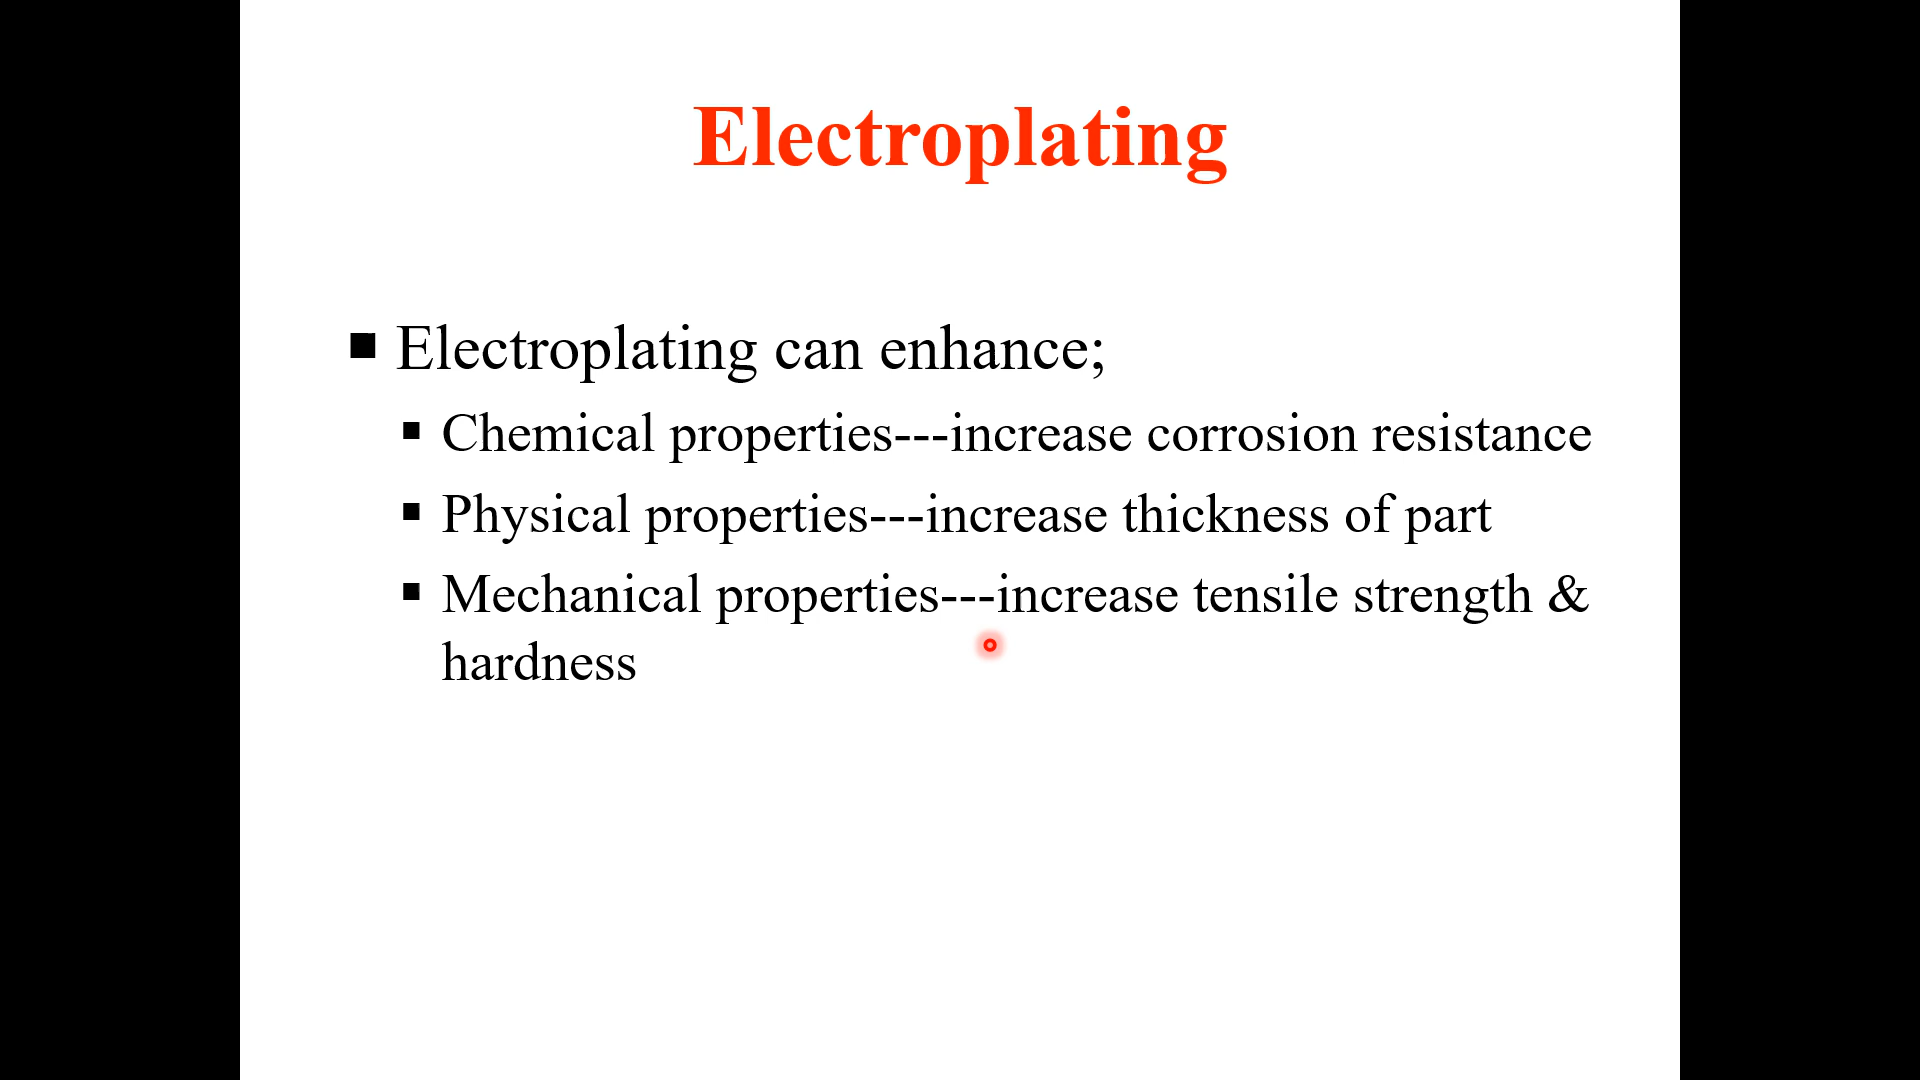 Electroplating
■ Electroplating can enhance;
▪ Chemical properties---increase corrosion resistance
▪ Physical properties---increase thickness of part
▪ Mechanical properties---increase tensile strength &
hardness